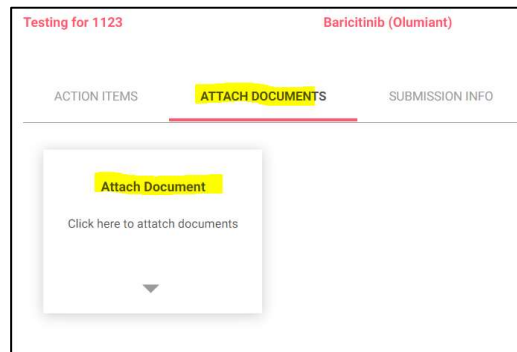 Testing for 1123 Baricitinib (Olumiant)
ACTION ITEMS ATTACH DOCUMENTS SUBMISSION INFO
Attach Document
Click here to attatch documents